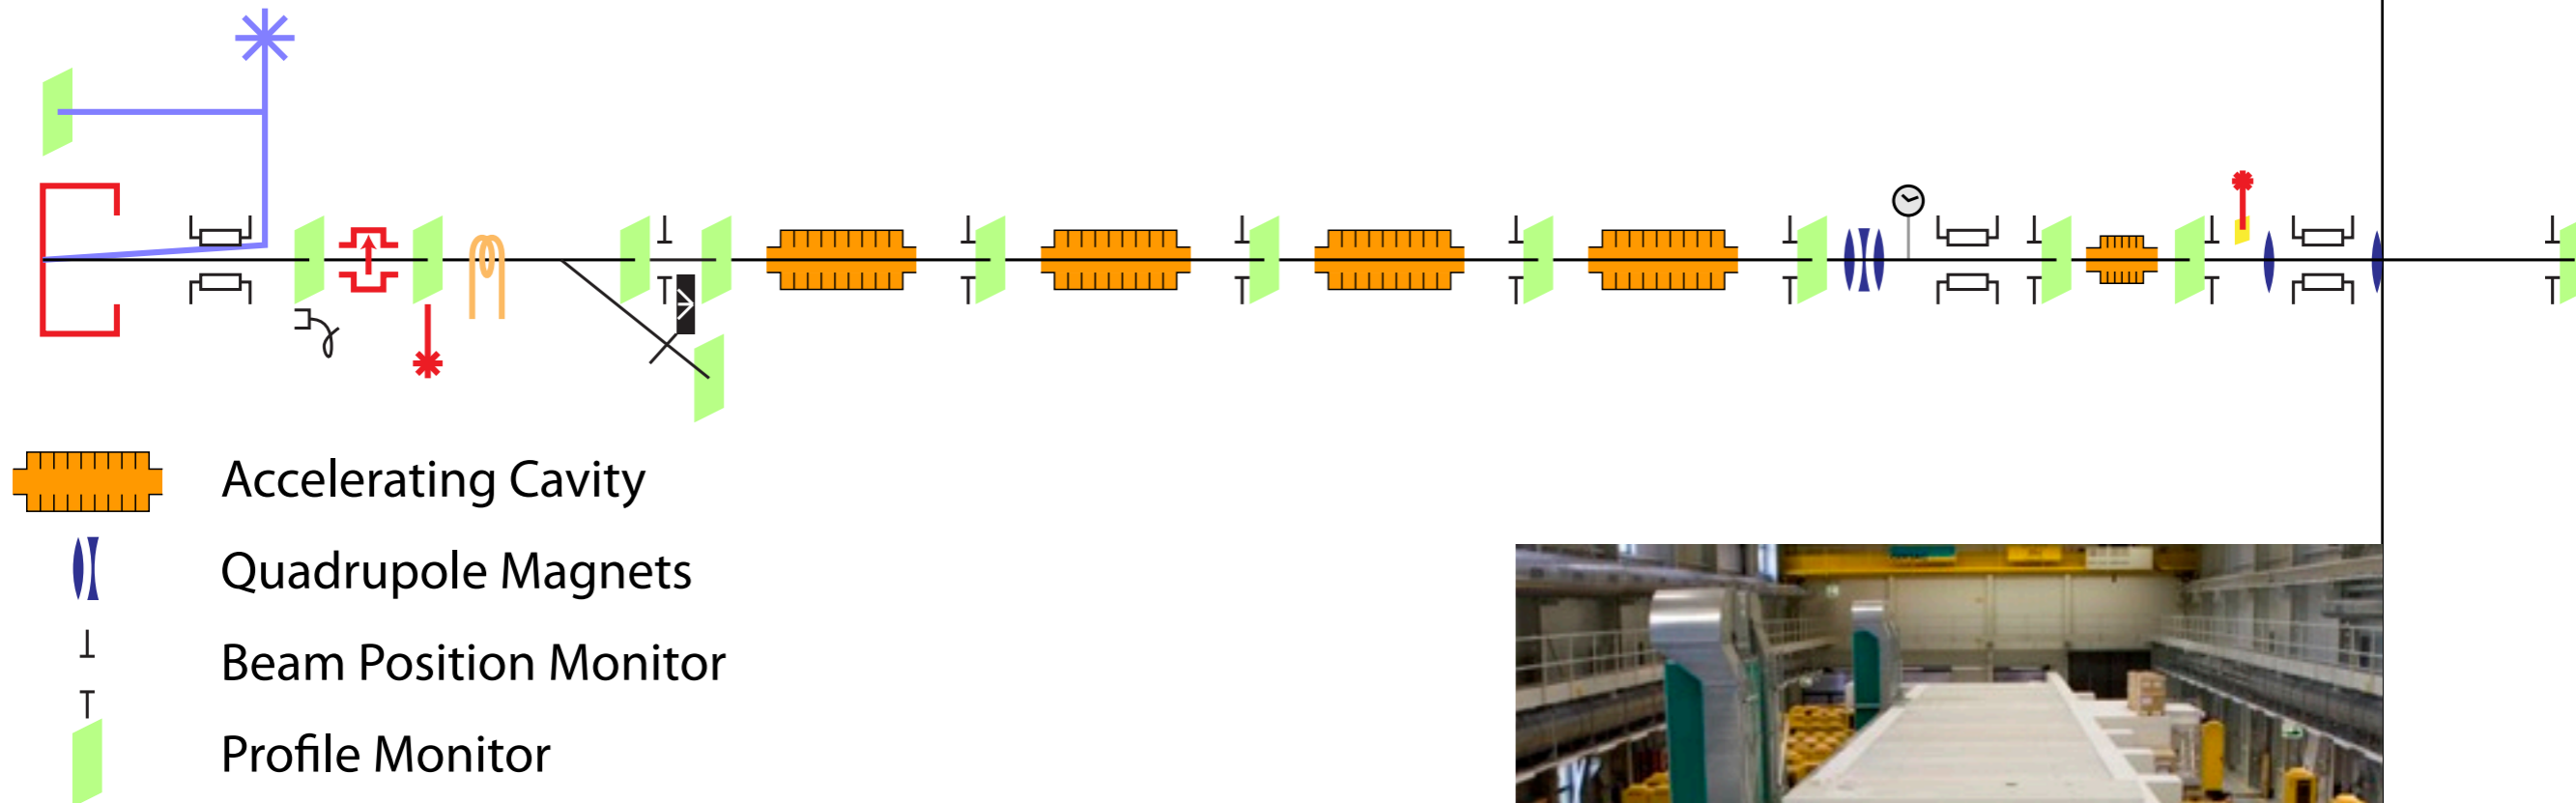 Accelerating Cavity
Quadrupole Magnets
Beam Position Monitor
Profile Monitor